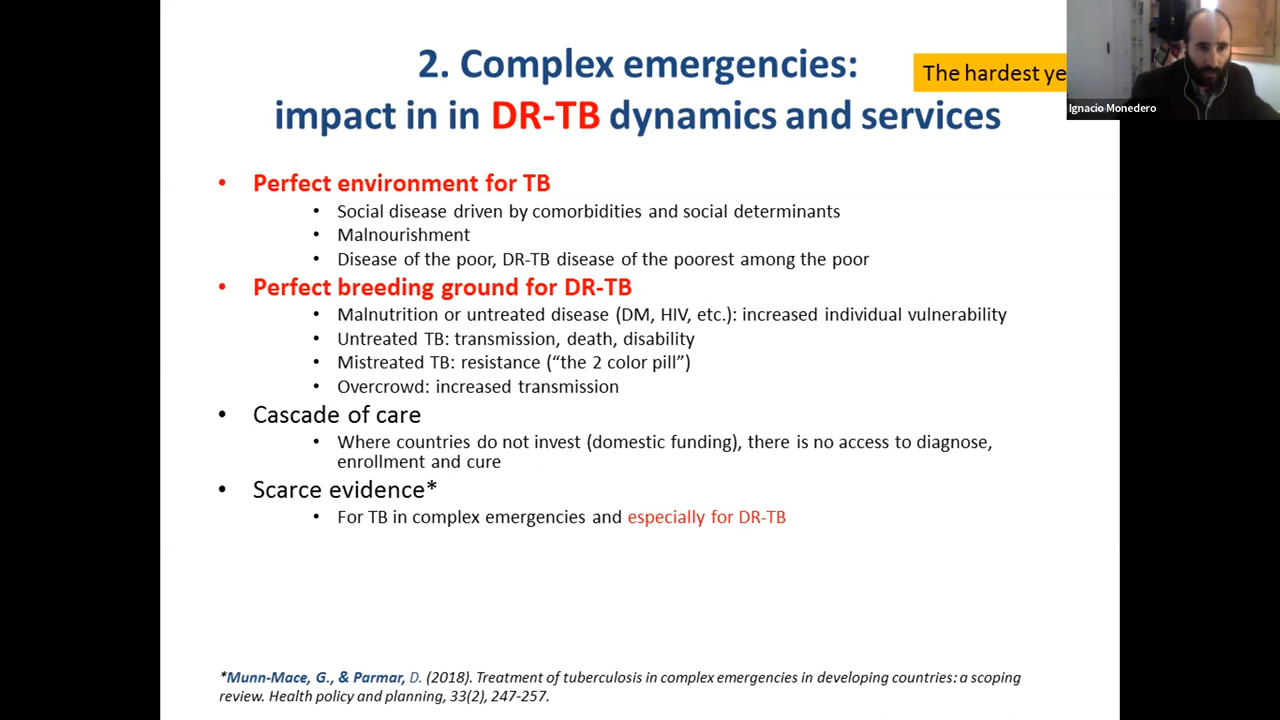 2. Complex emergencies:
impact in in DR-TB dynamics and services
The hardest
Ignacio Monedero
• Perfect environment for TB
• Social disease driven by comorbidities and social determinants
• Malnourishment
• Disease of the poor, DR-TB disease of the poorest among the poor
• Perfect breeding ground for DR-TB
• Malnutrition or untreated disease (DM, HIV, etc.): increased individual vulnerability
• Untreated TB: transmission, death, disability
• Mistreated TB: resistance (“the 2 color pill”)
• Overcrowd: increased transmission
• Cascade of care
• Where countries do not invest (domestic funding), there is no access to diagnose,
enrollment and cure
• Scarce evidence*
• For TB in complex emergencies and especially for DR-TB
*Munn-Mace, G., & Parmar, D. (2018). Treatment of tuberculosis in complex emergencies in developing countries: a scoping
review. Health policy and planning, 33(2), 247-257.